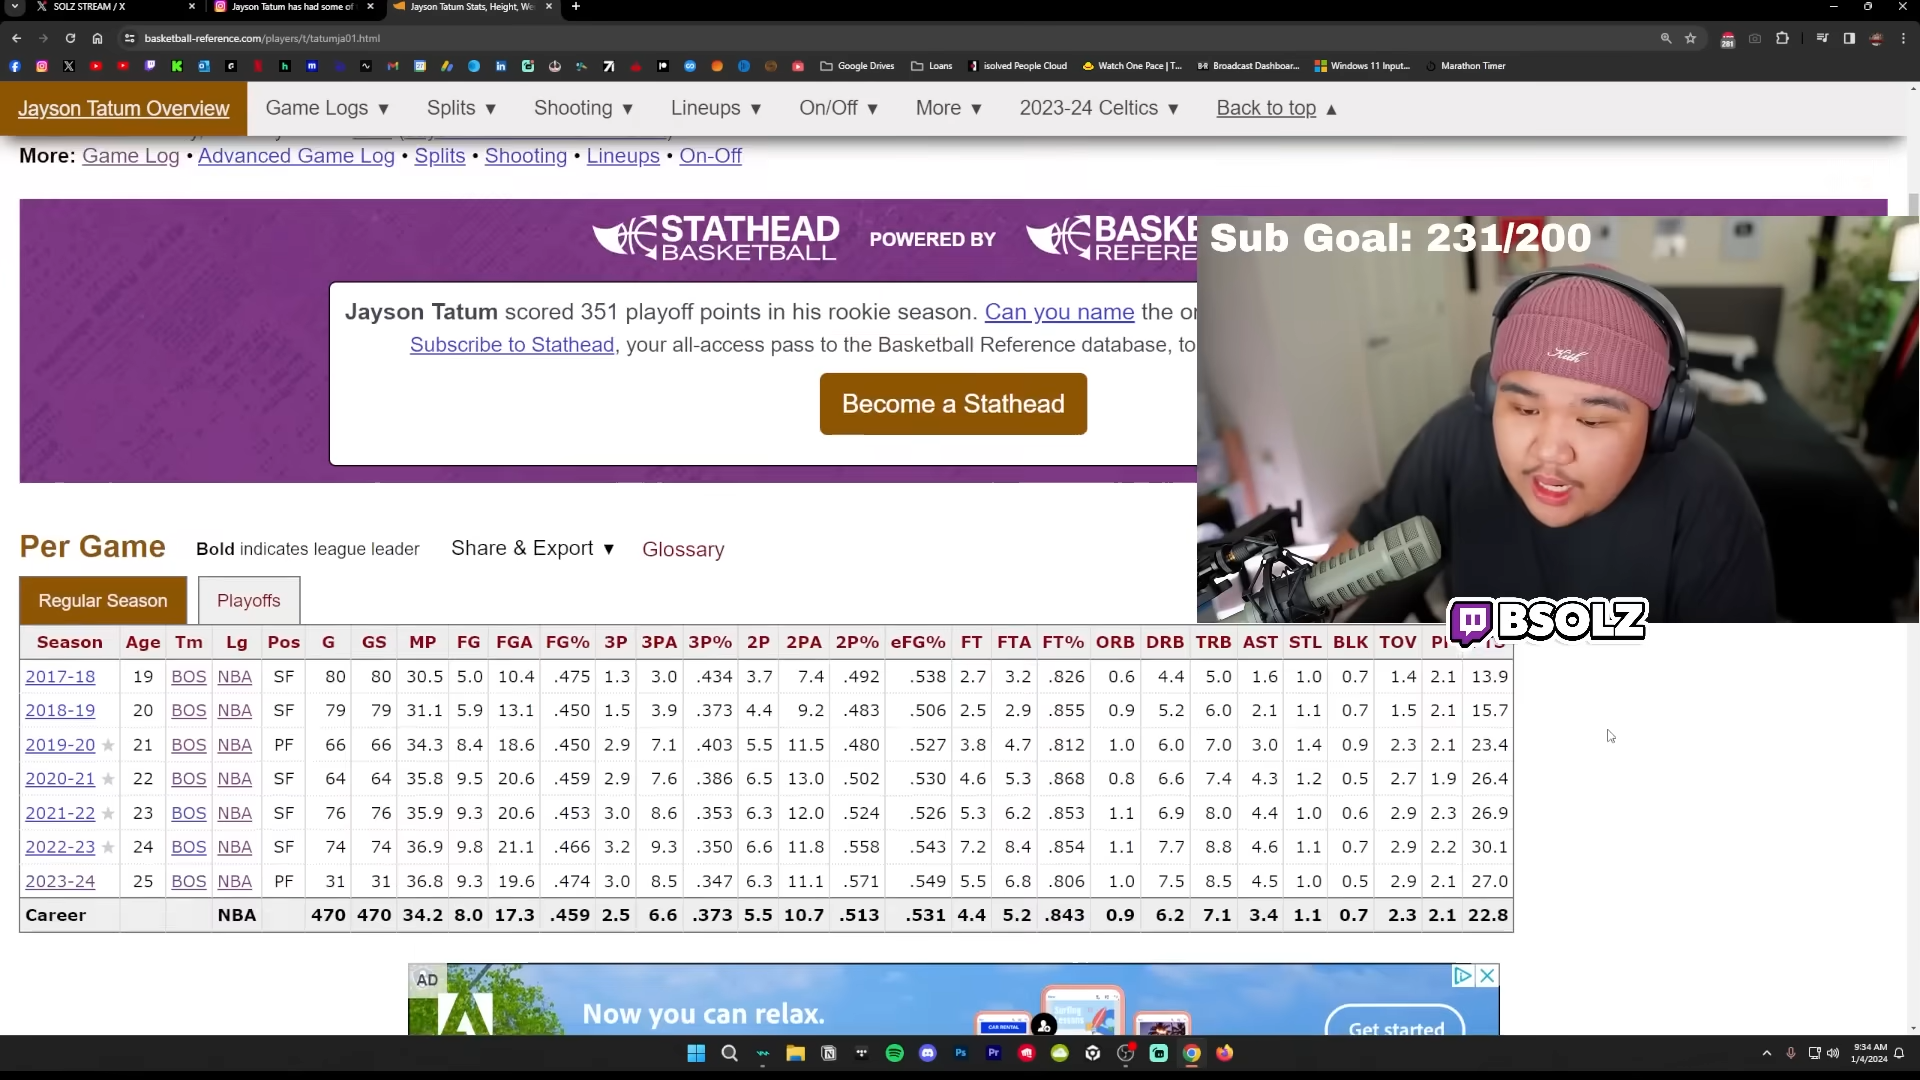 SOLZ STREAM / X
Jayson Tatum has had some of
Jayson Tatum Stats, Height, We
basketball-reference.com/players/t/tatumja01.html
281
Google Drives
Loans
isolved People Cloud
Watch One Pace | T...
Broadcast Dashboar...
Windows 11 Input...
Marathon Timer
Jayson Tatum Overview
Game Logs ▼
Splits ▼
Shooting ▼
Lineups ▼
On/Off ▼
More ▼
2023-24 Celtics ▼
Back to top ▲
More: Game Log • Advanced Game Log • Splits • Shooting • Lineups • On-Off
STATHEAD
BASKETBALL
POWERED BY
BASKE
REFERE
Sub Goal: 231/200
Jayson Tatum scored 351 playoff points in his rookie season. Can you name the
Subscribe to Stathead, your all-access pass to the Basketball Reference database, to
Become a Stathead
Kith
BSOLZ
Per Game
Bold indicates league leader
Share & Export ▼
Glossary
Regular Season
Playoffs
Season Age Tm Lg Pos G GS MP FG FGA FG% 3P 3PA 3P% 2P 2PA 2P% eFG% FT FTA FT% ORB DRB TRB AST STL BLK TOV
2017-18 19 BOS NBA SF 80 80 30.5 5.0 10.4 .475 1.3 3.0 .434 3.7 7.4 .492 .538 2.7 3.2 .826 0.6 4.4 5.0 1.6 1.0 0.7 1.4 2.1 13.9
2018-19 20 BOS NBA SF 79 79 31.1 5.9 13.1 .450 1.5 3.9 .373 4.4 9.2 .483 .506 2.5 2.9 .855 0.9 5.2 6.0 2.1 1.1 0.7 1.5 2.1 15.7
2019-20 ★ 21 BOS NBA PF 66 66 34.3 8.4 18.6 .450 2.9 7.1 .403 5.5 11.5 .480 .527 3.8 4.7 .812 1.0 6.0 7.0 3.0 1.4 0.9 2.3 2.1 23.4
2020-21 ★ 22 BOS NBA SF 64 64 35.8 9.5 20.6 .459 2.9 7.6 .386 6.5 13.0 .502 .530 4.6 5.3 .868 0.8 6.6 7.4 4.3 1.2 0.5 2.7 1.9 26.4
2021-22 ★ 23 BOS NBA SF 76 76 35.9 9.3 20.6 .453 3.0 8.6 .353 6.3 12.0 .524 .526 5.3 6.2 .853 1.1 6.9 8.0 4.4 1.0 0.6 2.9 2.3 26.9
2022-23 ★ 24 BOS NBA SF 74 74 36.9 9.8 21.1 .466 3.2 9.3 .350 6.6 11.8 .558 .543 7.2 8.4 .854 1.1 7.7 8.8 4.6 1.1 0.7 2.9 2.2 30.1
2023-24 25 BOS NBA PF 31 31 36.8 9.3 19.6 .474 3.0 8.5 .347 6.3 11.1 .571 .549 5.5 6.8 .806 1.0 7.5 8.5 4.5 1.0 0.5 2.9 2.1 27.0
Career NBA 470 470 34.2 8.0 17.3 .459 2.5 6.6 .373 5.5 10.7 .513 .531 4.4 5.2 .843 0.9 6.2 7.1 3.4 1.1 0.7 2.3 2.1 22.8
AD
Now you can relax.
CAR RENTAL
Surfing
Get started
9:34 AM
1/4/2024